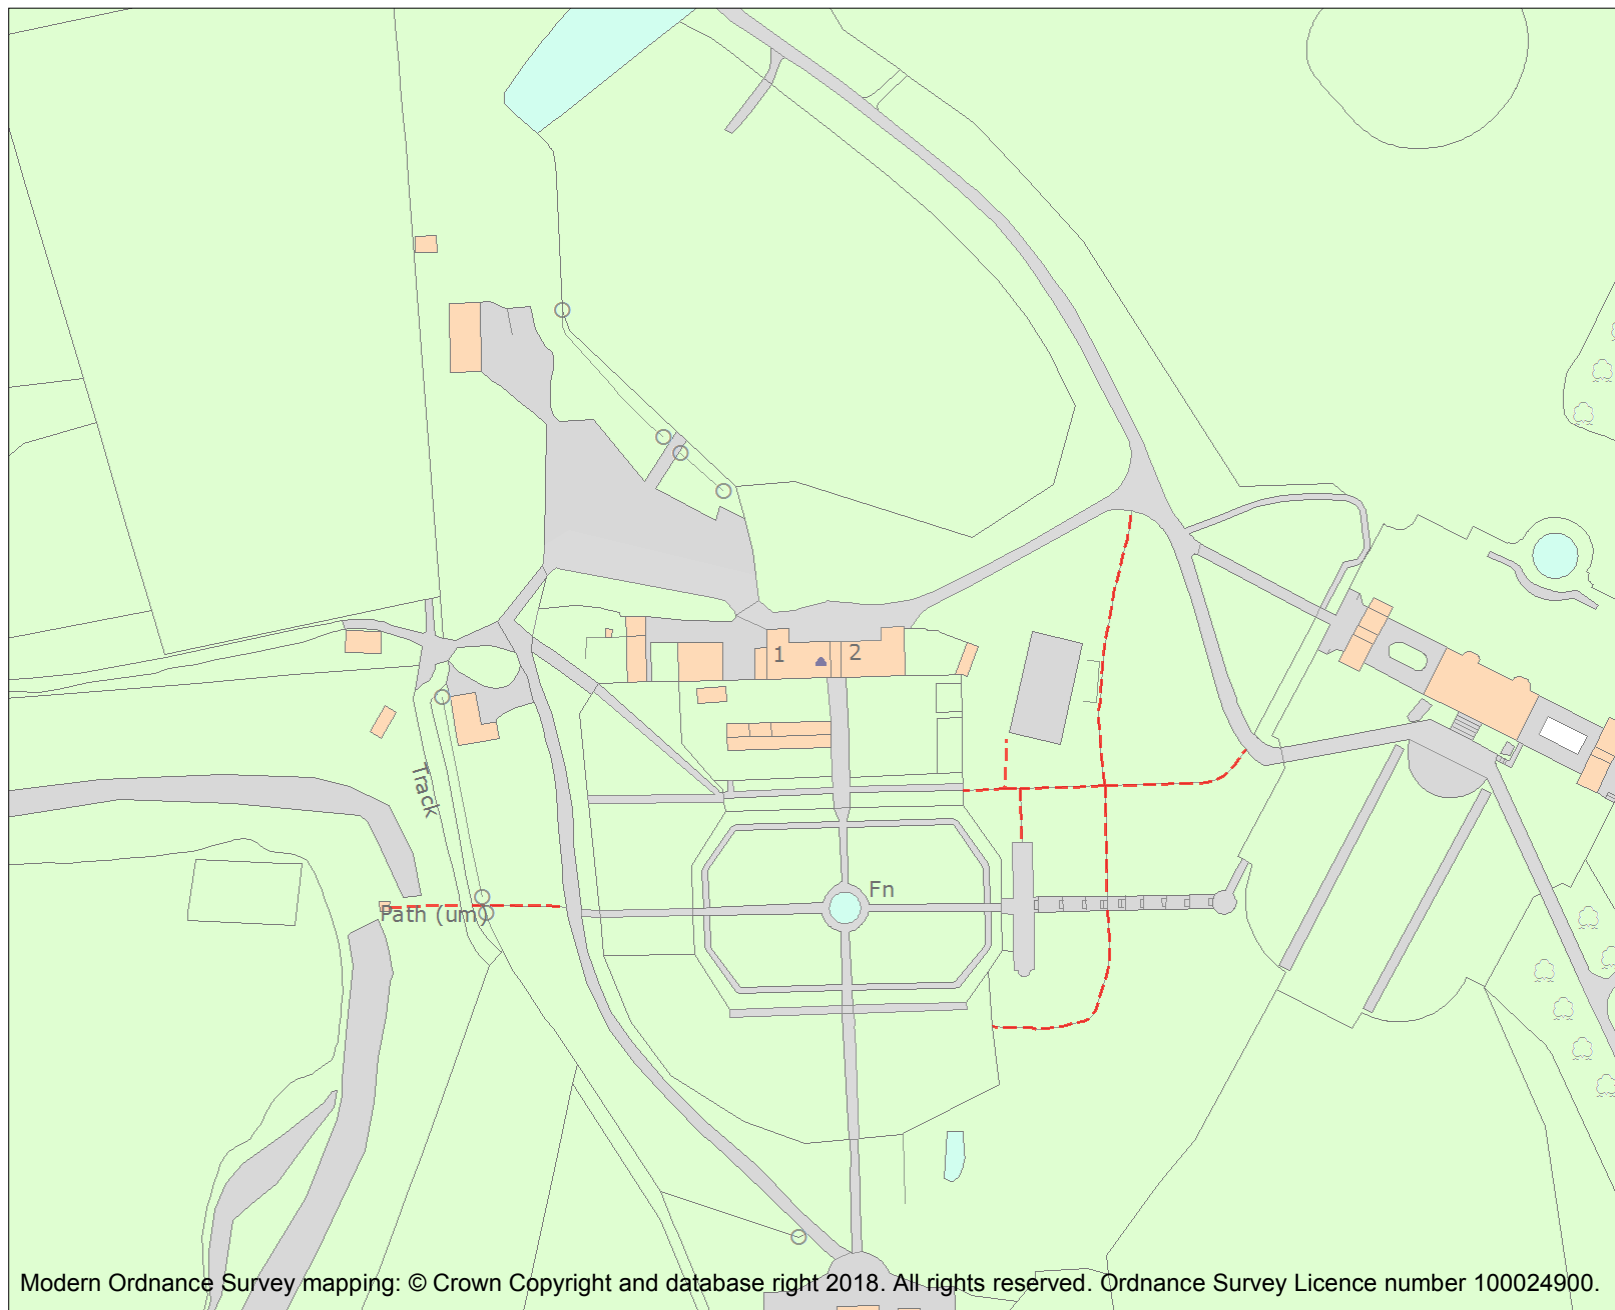 1
2
Track
Fn
Path (um)
Modern Ordnance Survey mapping: © Crown Copyright and database right 2018. All rights reserved. Ordnance Survey Licence number 100024900.